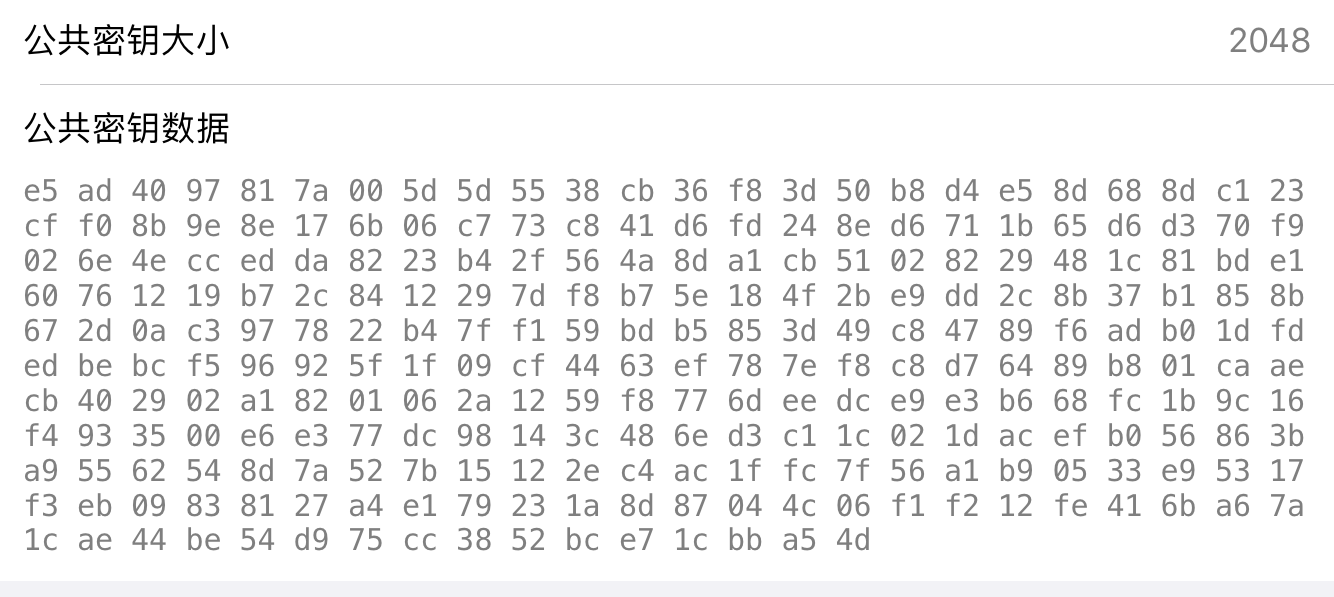 公共密钥大小 2048
公共密钥数据
e5 ad 40 97 81 7a 00 5d 5d 55 38 cb 36 f8 3d 50 b8 d4 e5 8d 68 8d c1 23
cf f0 8b 9e 8e 17 6b 06 c7 73 c8 41 d6 fd 24 8e d6 71 1b 65 d6 d3 70 f9
02 6e 4e cc ed da 82 23 b4 2f 56 4a 8d a1 cb 51 02 82 29 48 1c 81 bd e1
60 76 12 19 b7 2c 84 12 29 7d f8 b7 5e 18 4f 2b e9 dd 2c 8b 37 b1 85 8b
67 2d 0a c3 97 78 22 b4 7f f1 59 bd b5 85 3d 49 c8 47 89 f6 ad b0 1d fd
ed be bc f5 96 92 5f 1f 09 cf 44 63 ef 78 7e f8 c8 d7 64 89 b8 01 ca ae
cb 40 29 02 a1 82 01 06 2a 12 59 f8 77 6d ee dc e9 e3 b6 68 fc 1b 9c 16
f4 93 35 00 e6 e3 77 dc 98 14 3c 48 6e d3 c1 1c 02 1d ac ef b0 56 86 3b
a9 55 62 54 8d 7a 52 7b 15 12 2e c4 ac 1f fc 7f 56 a1 b9 05 33 e9 53 17
f3 eb 09 83 81 27 a4 e1 79 23 1a 8d 87 04 4c 06 f1 f2 12 fe 41 6b a6 7a
1c ae 44 be 54 d9 75 cc 38 52 bc e7 1c bb a5 4d